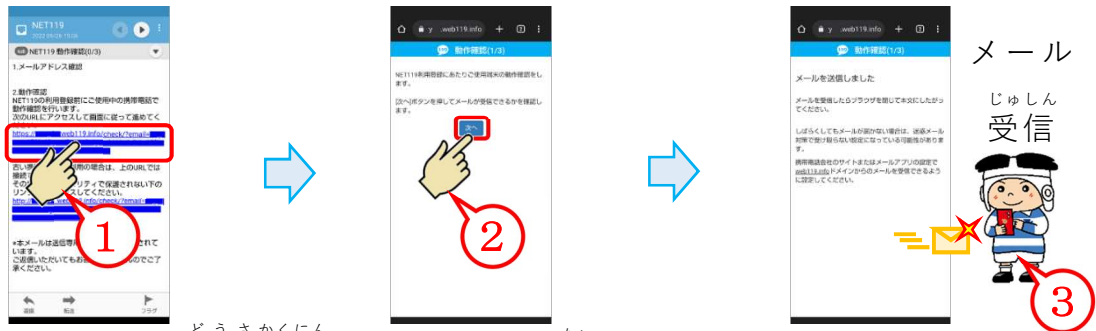 NET119
NET119 動作確認(0/3)
1.メールアドレス確認
2.動作確認
NET119の利用登録前にご使用中の携帯電話で
動作確認を行います。
次のURLにアクセスして画面に従って進めてく
web119.info/check/?email=
の場合は、上のURLでは
リティで保護されない下の
スしてください。
①
*本メールは送信専
されて
います。
ご返信いただいてもお
のでご了
承ください。
返信
転送
フラグ
どうさかくにん
y .web119.info
動作確認(1/3)
NET119利用登録にあたりご使用端末の動作確認をし
ます。
[次へ]ボタンを押してメールが受信できるかを確認し
ます。
次へ
②
y .web119.info
動作確認(1/3)
メールを送信しました
メールを受信したらブラウザを閉じて本文にしたがっ
てください。
しばらくしてもメールが届かない場合は、迷惑メール
対策で受け取らない設定になっている可能性がありま
す。
携帯電話会社のサイトまたはメールアプリの設定で
web119.infoドメインからのメールを受信できるよう
に設定してください。
メール
じゅしん
受信
③